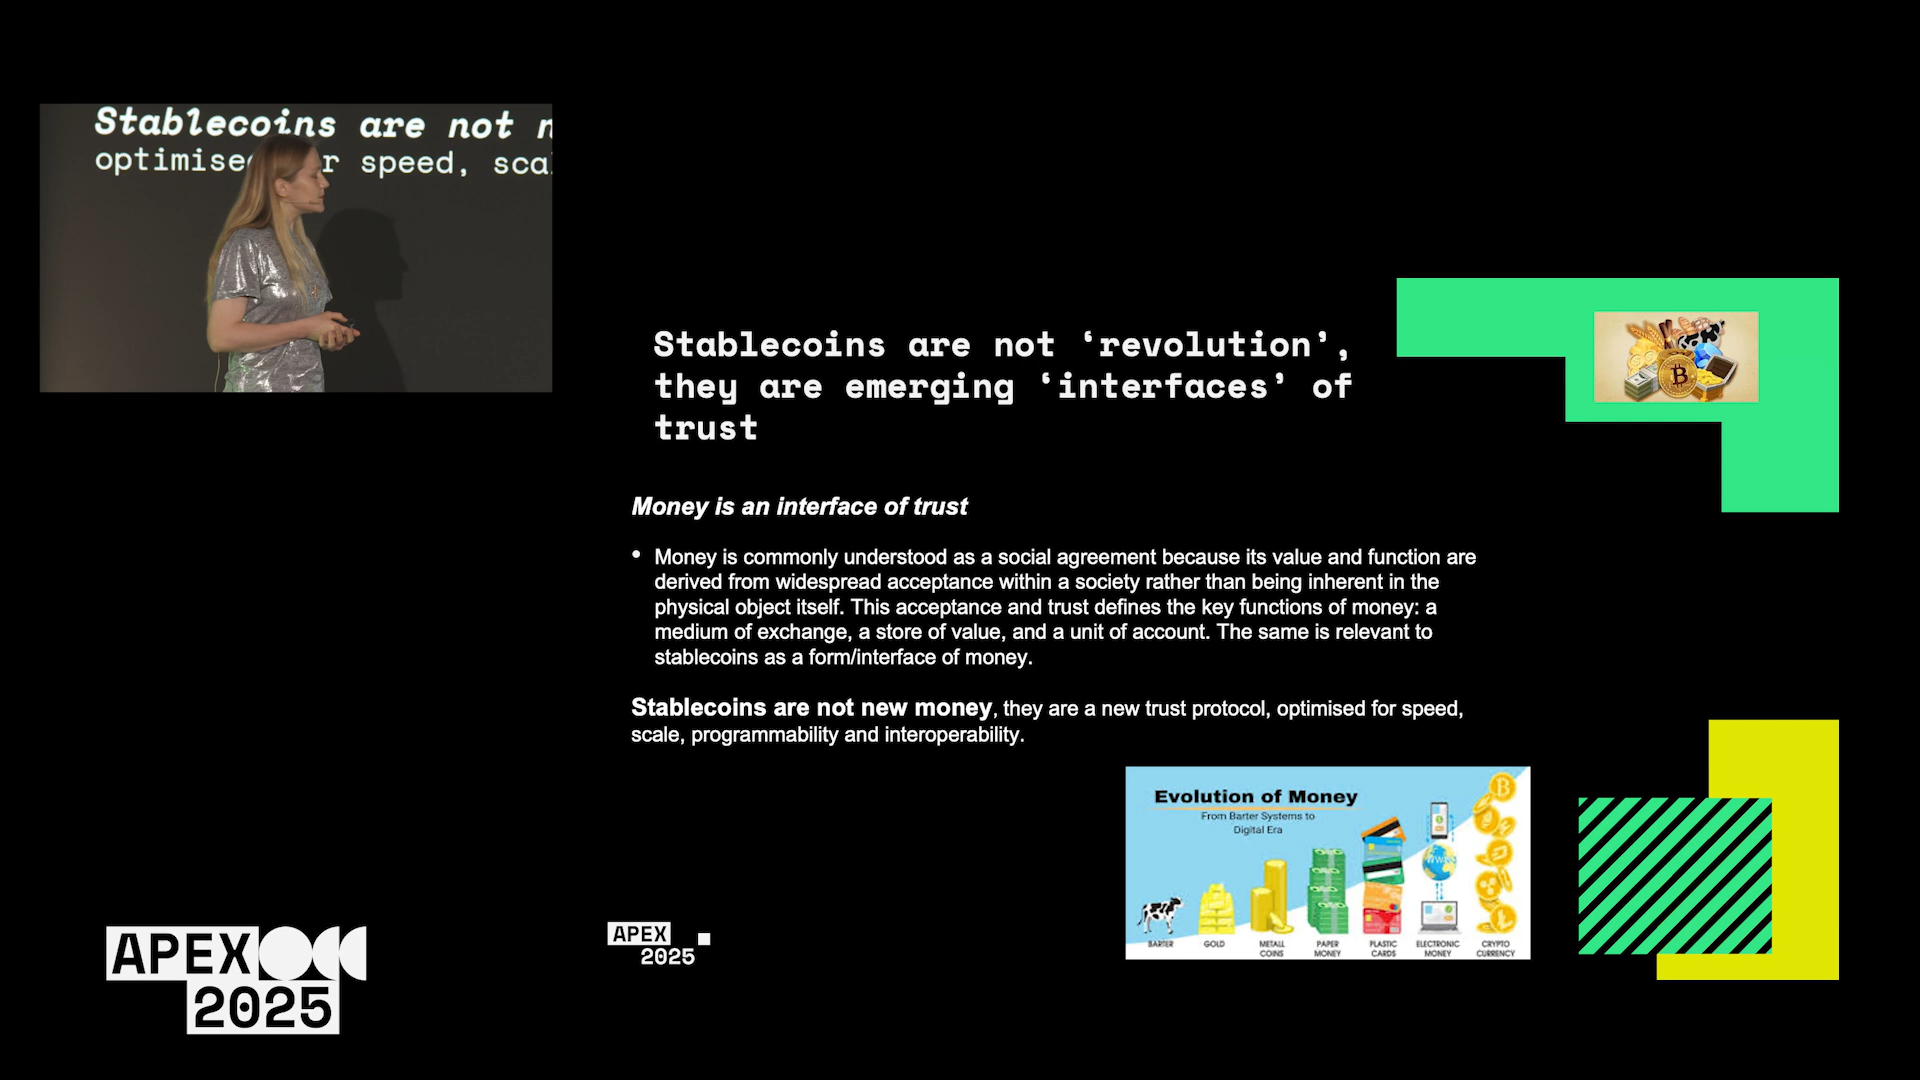 Stablecoins are not
speed,
Stablecoins are not ‘revolution’,
they are emerging ‘interfaces’ of
trust
Money is an interface of trust
• Money is commonly understood as a social agreement because its value and function are
derived from widespread acceptance within a society rather than being inherent in the
physical object itself. This acceptance and trust defines the key functions of money: a
medium of exchange, a store of value, and a unit of account. The same is relevant to
stablecoins as a form/interface of money.
Stablecoins are not new money, they are a new trust protocol, optimised for speed,
scale, programmability and interoperability.
Evolution of Money
From Barter Systems to
Digital Era
WWW
BARTER
GOLD
METALL
COINS
PAPER
MONEY
PLASTIC
CARDS
ELECTRONIC
MONEY
CRYPTO
CURRENCY
APEX
2025
APEX
2025